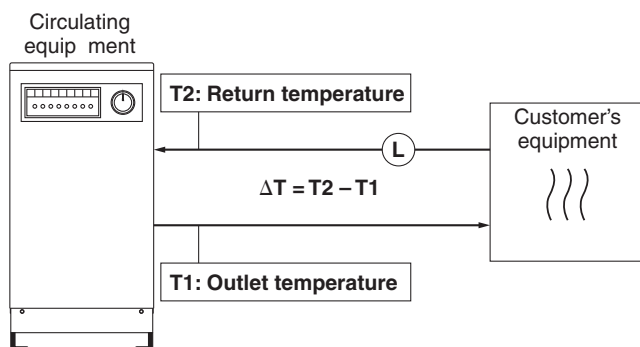 Circulating
equip ment
T2: Return temperature
Customer's
equipment
L
ΔT = T2 – T1
T1: Outlet temperature